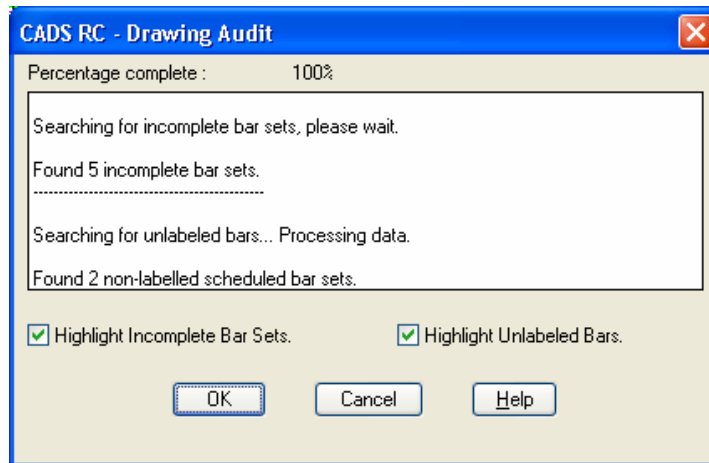 CADS RC - Drawing Audit
Percentage complete : 100%
Searching for incomplete bar sets, please wait.
Found 5 incomplete bar sets.
--------------------------------------------
Searching for unlabeled bars... Processing data.
Found 2 non-labelled scheduled bar sets.
Highlight Incomplete Bar Sets. Highlight Unlabeled Bars.
OK Cancel Help